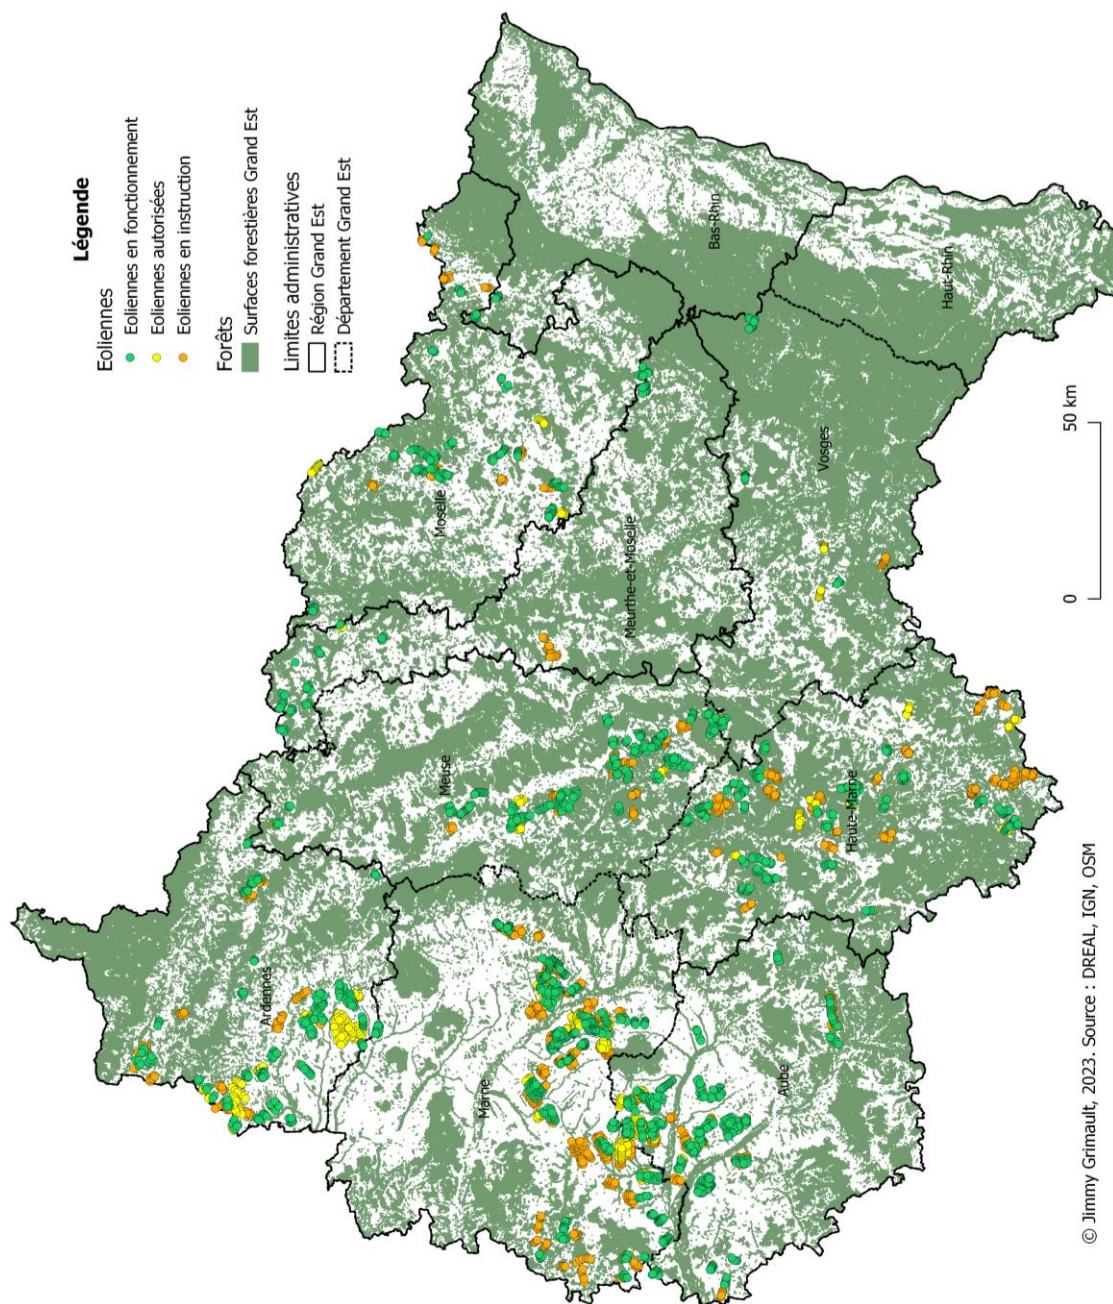 Légende
Eoliennes
Eoliennes en fonctionnement
Eoliennes autorisées
Eoliennes en instruction
Forêts
Surfaces forestières Grand Est
Limites administratives
Région Grand Est
Départment Grand Est
Ardennes
Marne
Aube
Meuse
Haute-Marne
Meurthe-et-Moselle
Moselle
Vosges
Bas-Rhin
Haut-Rhin
0 50 km
© Jimmy Grimault, 2023. Source : DREAL, IGN, OSM